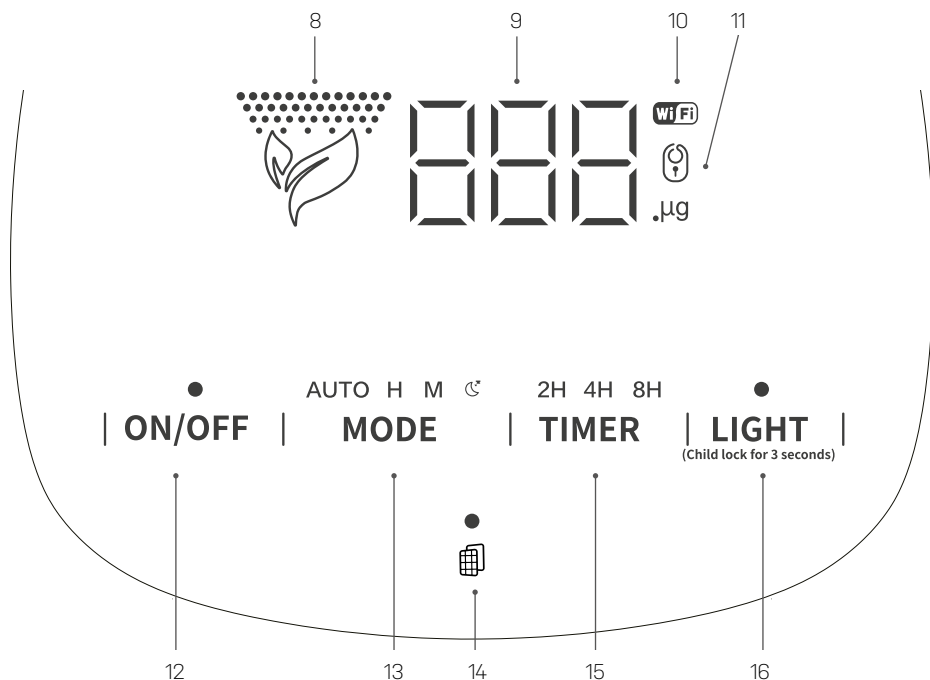 8 9 10 11
888 WiFi
.µg
AUTO H M 2H 4H 8H
ON/OFF MODE TIMER LIGHT
(Child lock for 3 seconds)
12 13 14 15 16